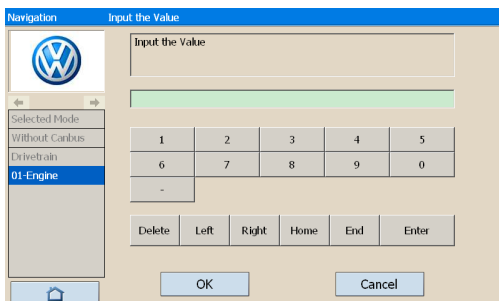 Navigation Input the Value
Input the Value
Selected Mode
Without Canbus
Drivetrain
01-Engine
1 2 3 4 5
6 7 8 9 0
-
Delete Left Right Home End Enter
OK Cancel